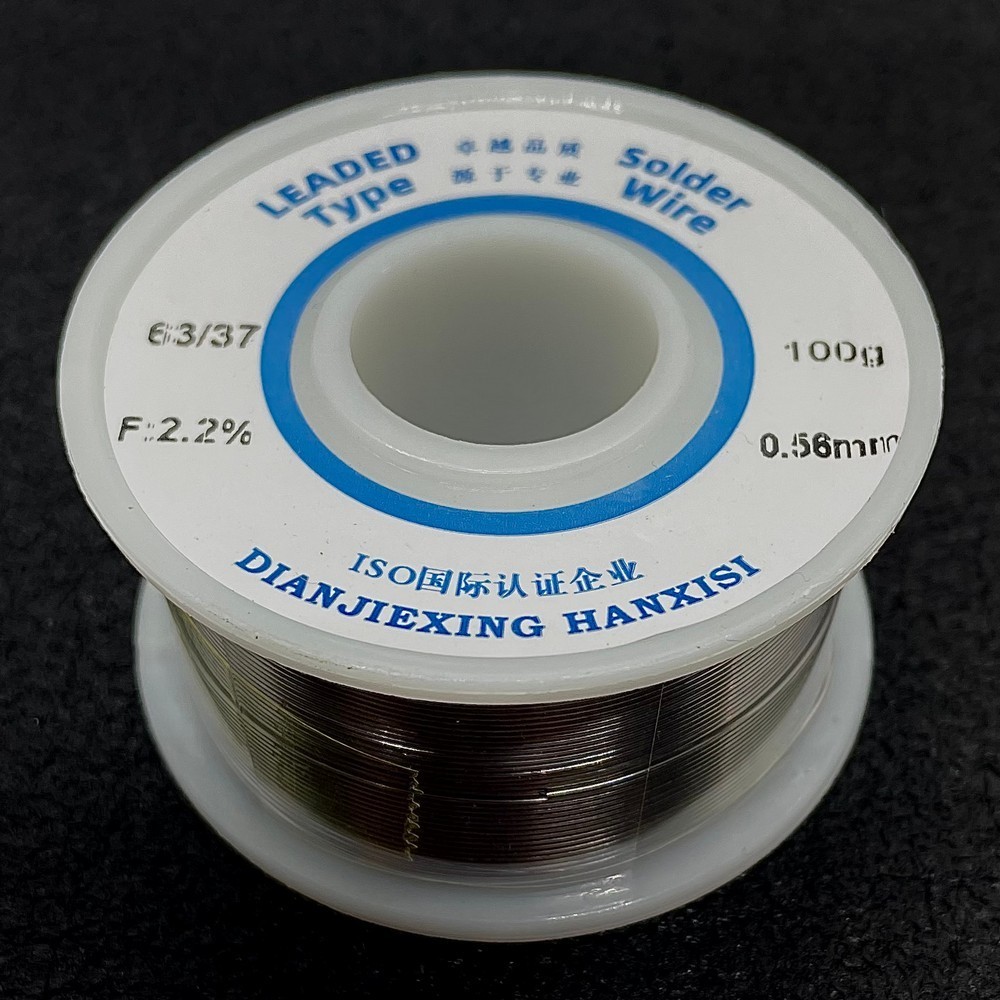 LEADED
Type
卓越品质
源于专业
Solder
Wire
63/37
F:2.2%
100g
0.56mm
ISO国际认证企业
DIANJIEXING HANXISI